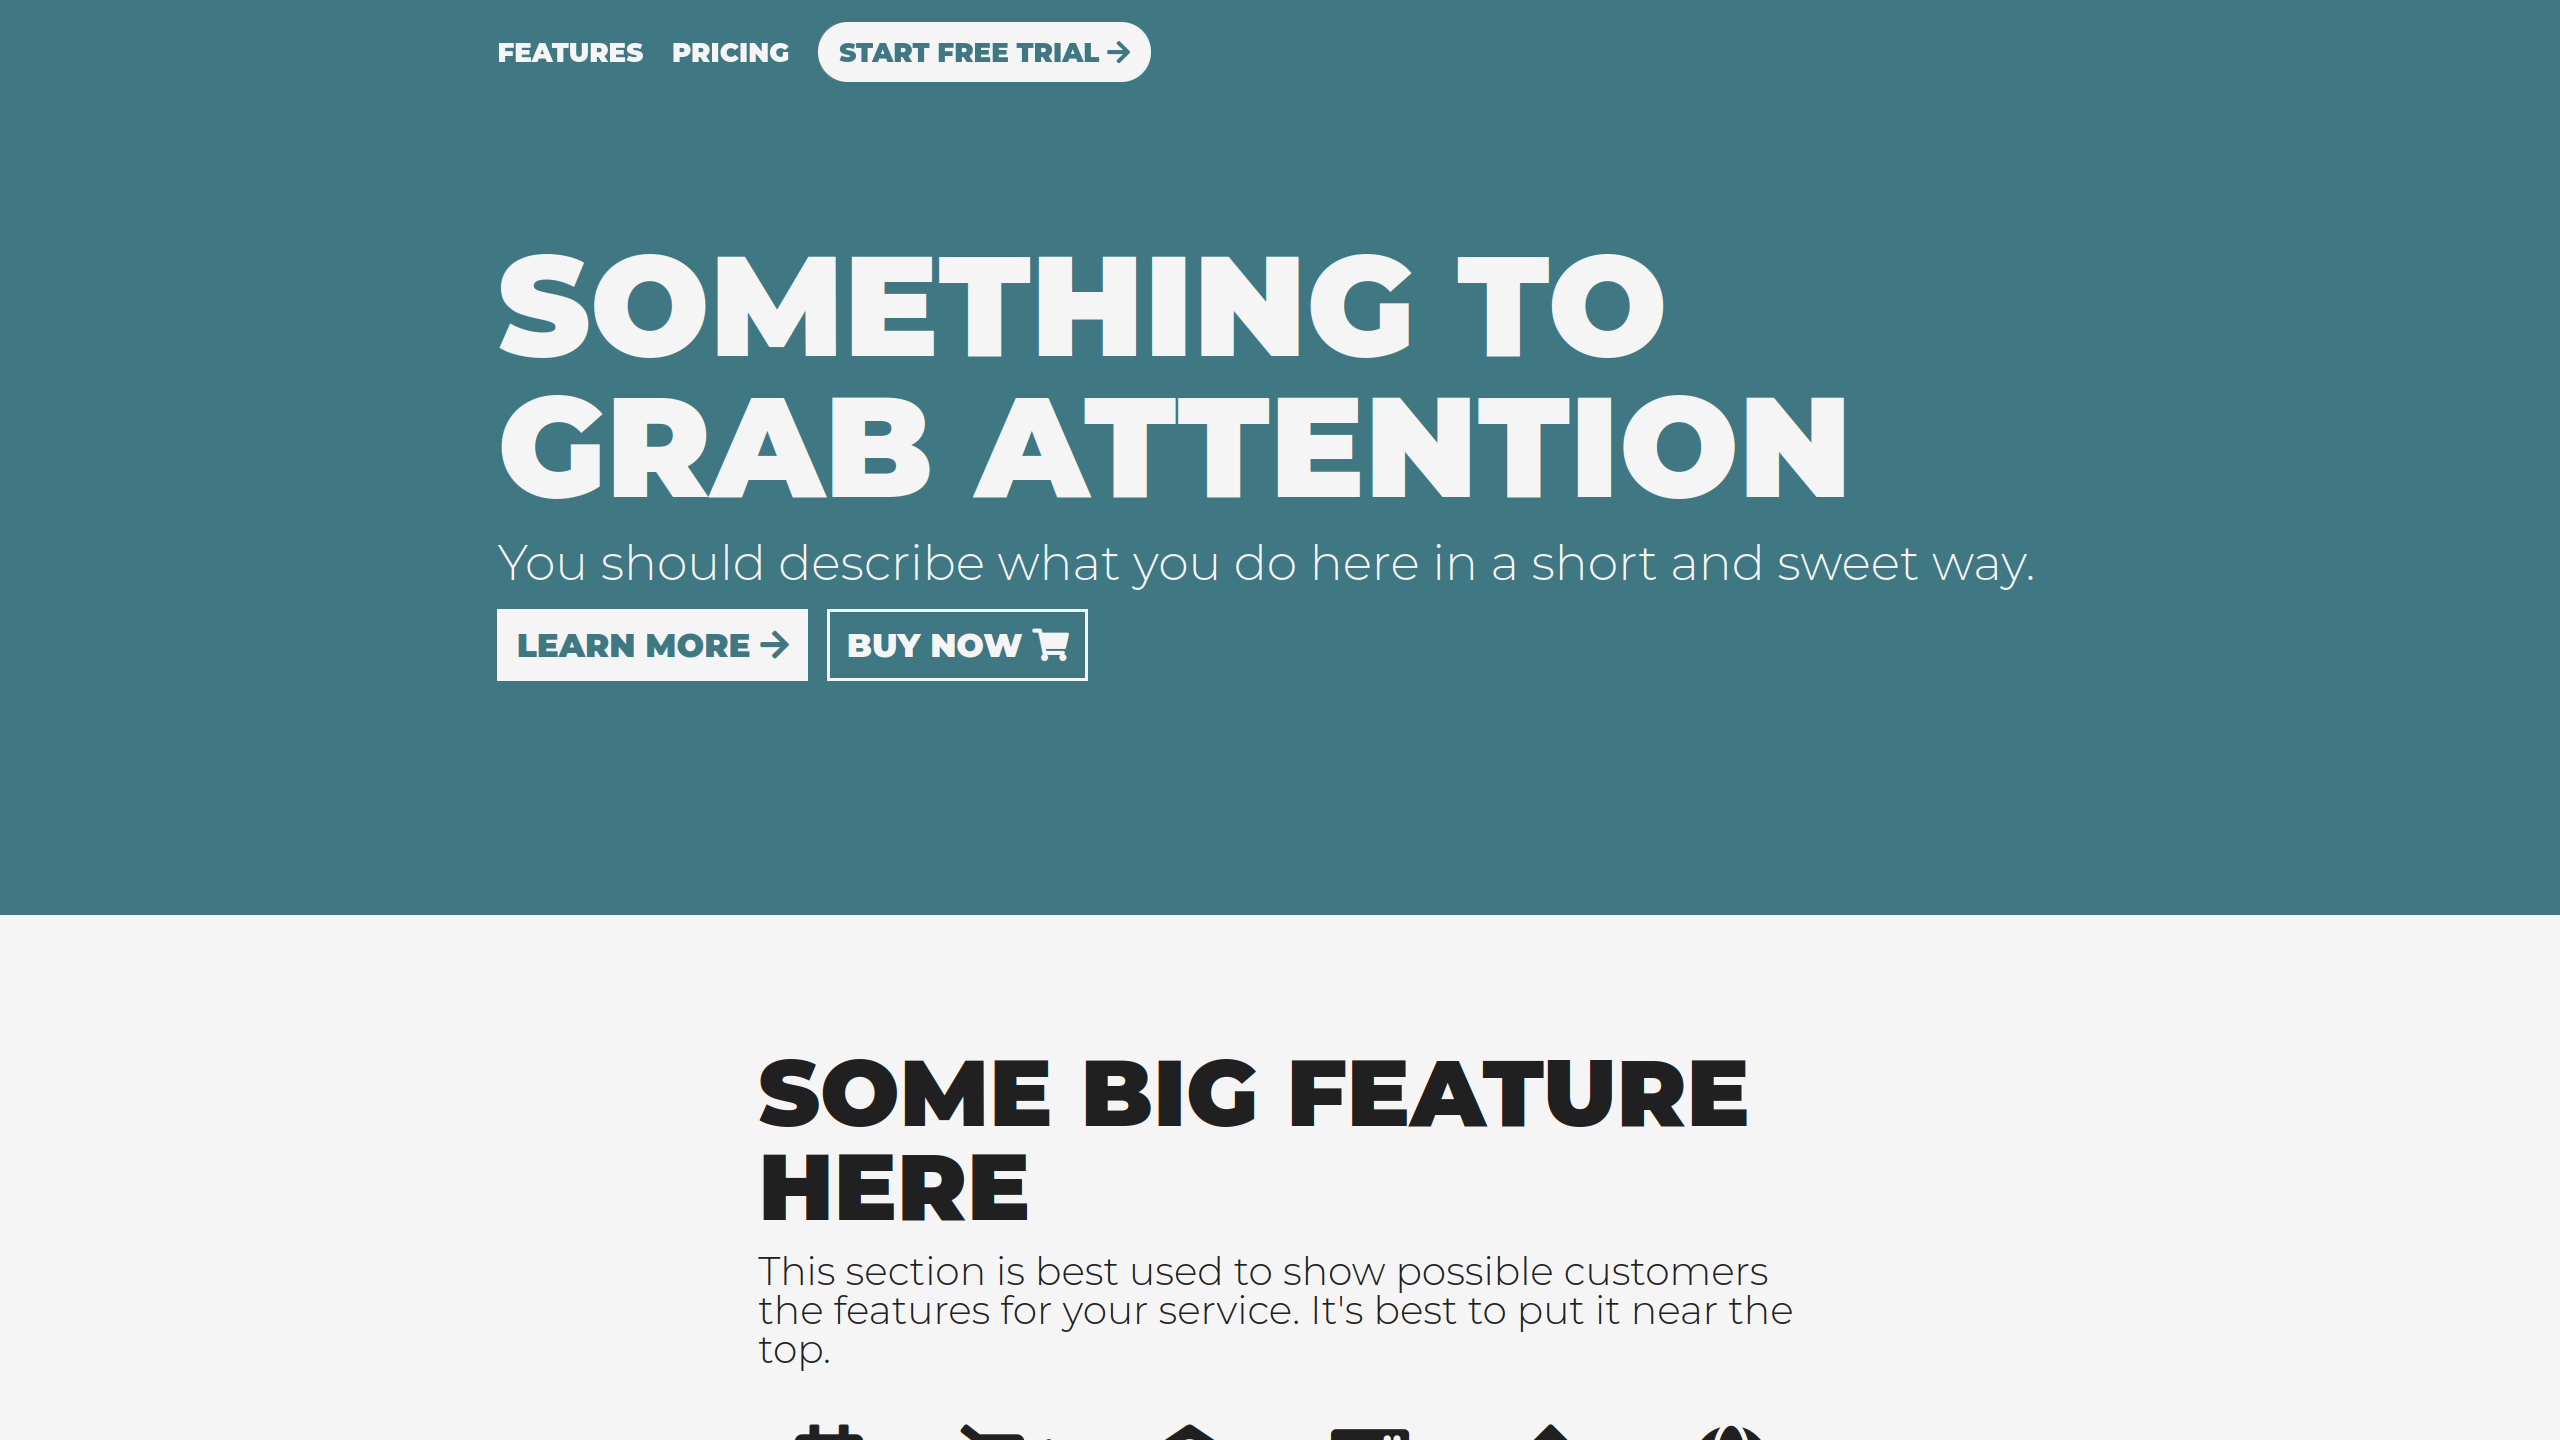 FEATURES PRICING START FREE TRIAL
SOMETHING TO
GRAB ATTENTION
You should describe what you do here in a short and sweet way.
LEARN MORE BUY NOW
SOME BIG FEATURE
HERE
This section is best used to show possible customers
the features for your service. It's best to put it near the
top.